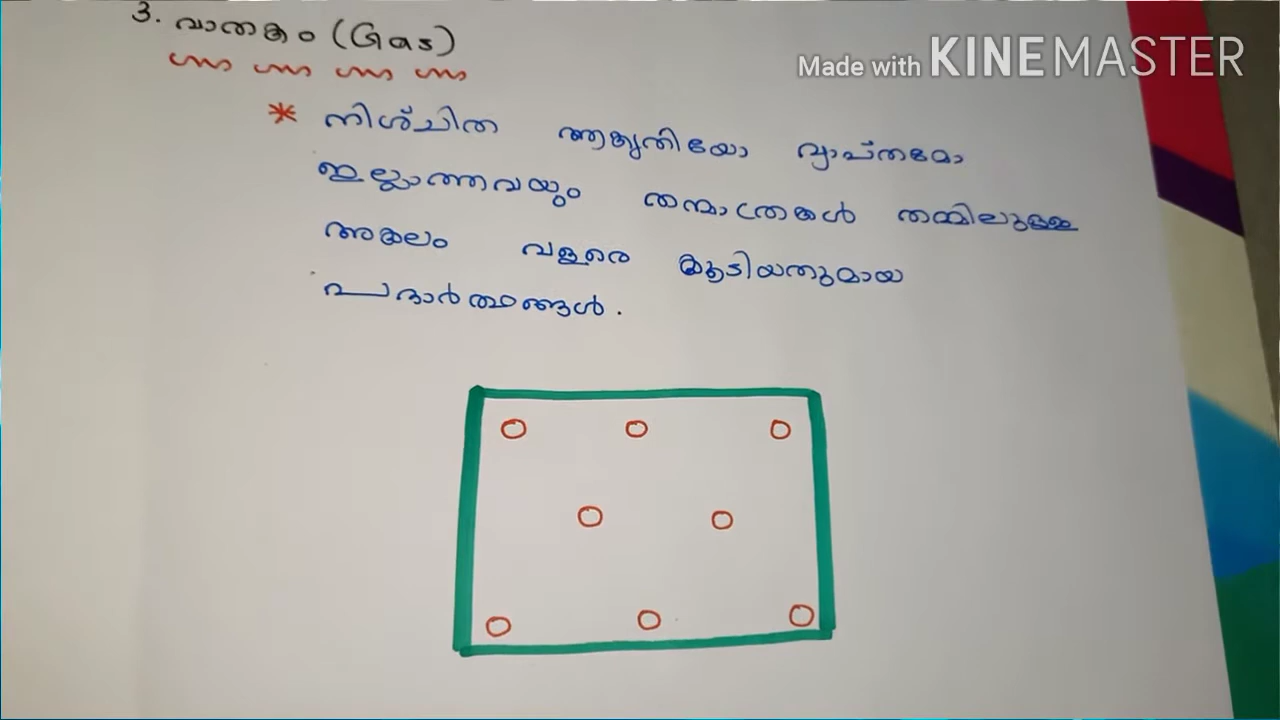 3. വാതകം (Gas)
Made with KINEMASTER
* നിശ്ചിത ആകൃതിയോ വ്യാപ്തമോ
ഇല്ലാത്തവയും തന്മാത്രകൾ തമ്മിലുള്ള
അകലം വളരെ കൂടിയതുമായ
പദാർത്ഥങ്ങൾ.